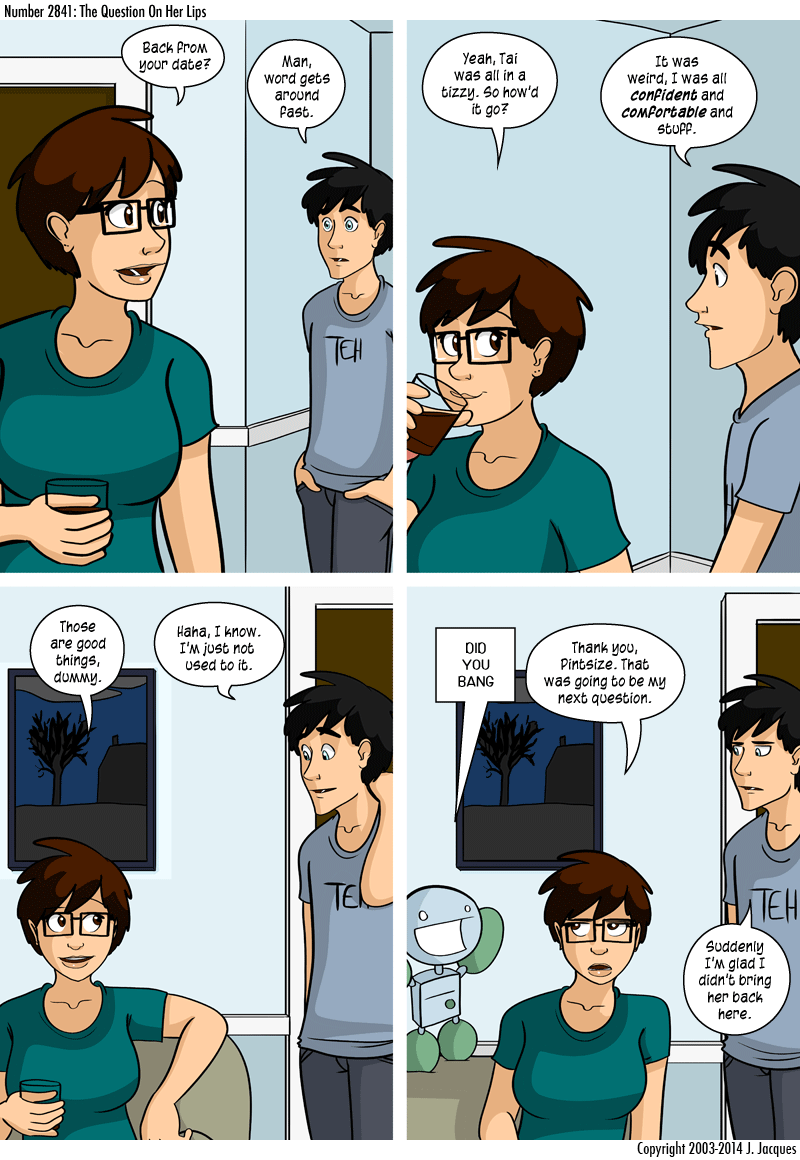 Number 2841: The Question On Her Lips
Back from
your date?
Man,
word gets
around
fast.
TEH
Yeah, Tai
was all in a
tizzy. So how'd
it go?
It was
weird, I was all
confident and
comfortable and
stuff.
Those
are good
things,
dummy.
Haha, I know.
I'm just not
used to it.
TEH
DID
YOU
BANG
Thank you,
Pintsize. That
was going to be my
next question.
TEH
Suddenly
I'm glad I
didn't bring
her back
here.
Copyright 2003-2014 J. Jacques